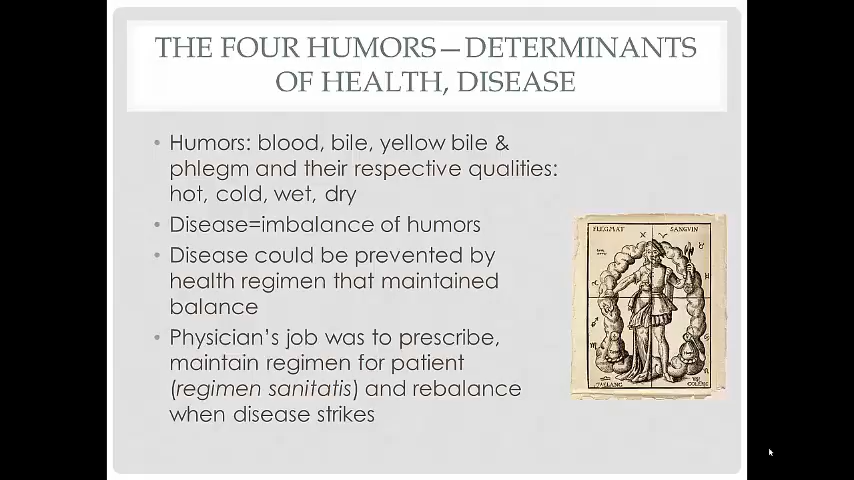 THE FOUR HUMORS—DETERMINANTS
OF HEALTH, DISEASE
• Humors: blood, bile, yellow bile &
phlegm and their respective qualities:
hot, cold, wet, dry
• Disease=imbalance of humors
• Disease could be prevented by
health regimen that maintained
balance
• Physician's job was to prescribe,
maintain regimen for patient
(regimen sanitatis) and rebalance
when disease strikes
FLEGMAT SANGVIN
COLERIC